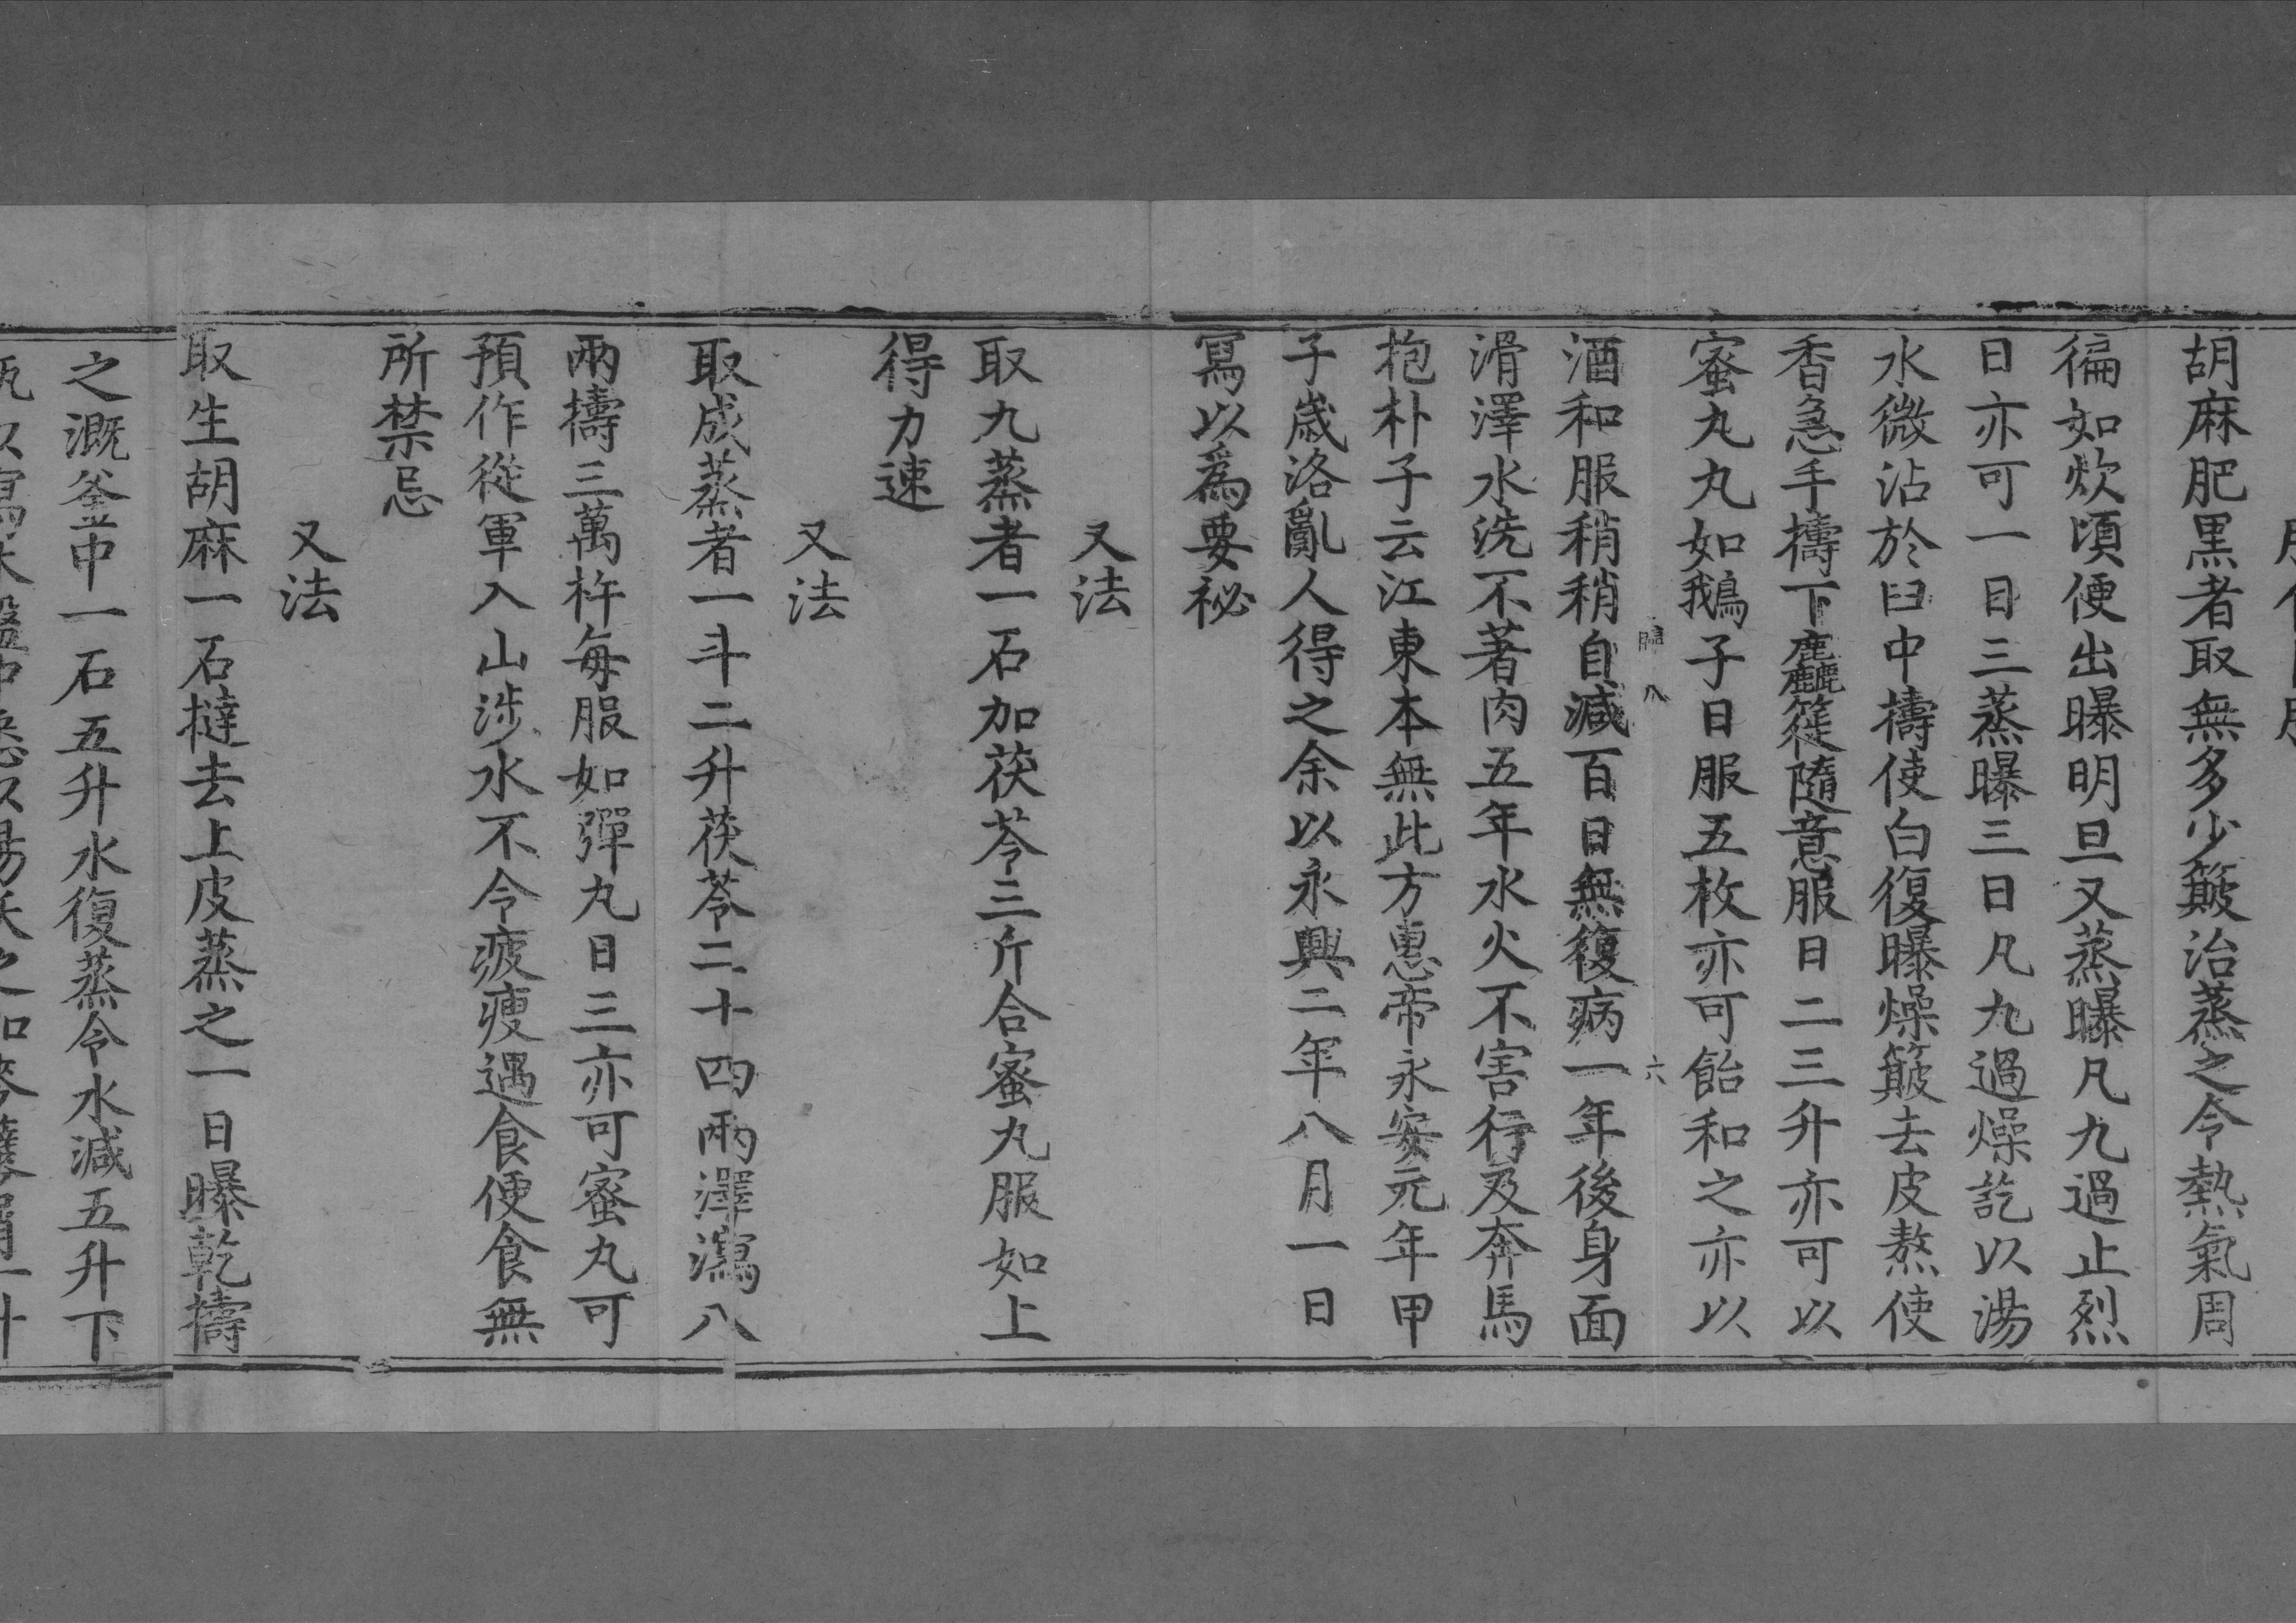 胡麻肥黒者取無多少簸治蒸之令熱氣周
徧如炊頃便出曝明旦又蒸曝凡九過止烈
日亦可一日三蒸曝三日凡九過燥訖以湯
水微沾於臼中擣使白復曝燥簸去皮熬使
香急手擣下麤簁隨意服日二三升亦可以
蜜丸丸如鵝子日服五枚亦可飴和之亦以
臨八　六
酒和服稍稍自減百日無復病一年後身面
滑澤水洗不著肉五年水火不害行及奔馬
抱朴子云江東本無此方惠帝永安元年甲
子歲洛亂人得之余以永興二年八月一日
寫以爲要祕
又法
取九蒸者一石加茯苓三斤合蜜丸服如上
得力速
又法
取成蒸者一斗二升茯苓二十四兩澤瀉八
兩擣三萬杵每服如彈丸日三亦可蜜丸可
預作從軍入山涉水不令疲瘦遇食便食無
所禁忌
又法
取生胡麻一石撻去上皮蒸之一日曝乾擣
之溉釜中一石五升水復蒸令水減五升下